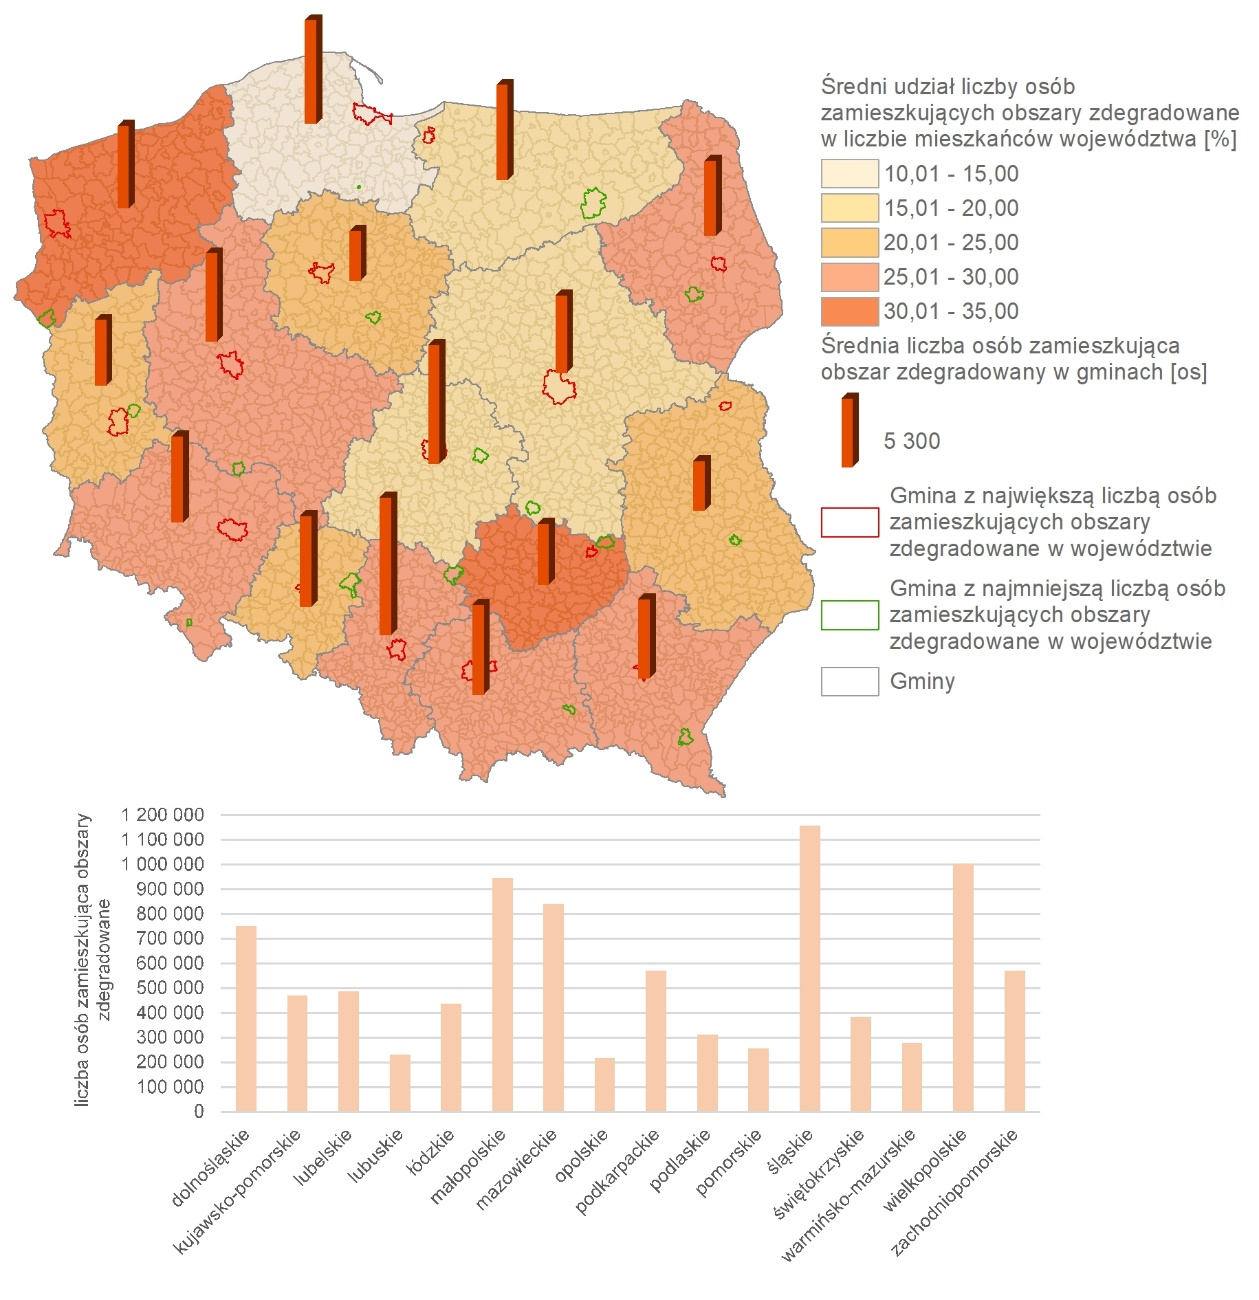 Średni udział liczby osób
zamieszkujących obszary zdegradowane
w liczbie mieszkańców województwa [%]
10,01 - 15,00
15,01 - 20,00
20,01 - 25,00
25,01 - 30,00
30,01 - 35,00
Średnia liczba osób zamieszkująca
obszar zdegradowany w gminach [os]
5 300
Gmina z największą liczbą osób
zamieszkujących obszary
zdegradowane w województwie
Gmina z najmniejszą liczbą osób
zamieszkujących obszary
zdegradowane w województwie
Gminy
liczba osób zamieszkująca obszary
zdegradowane
1 200 000
1 100 000
1 000 000
900 000
800 000
700 000
600 000
500 000
400 000
300 000
200 000
100 000
0
dolnośląskie
kujawsko-pomorskie
lubelskie
lubuskie
łódzkie
małopolskie
mazowieckie
opolskie
podkarpackie
podlaskie
pomorskie
śląskie
świętokrzyskie
warmińsko-mazurskie
wielkopolskie
zachodniopomorskie